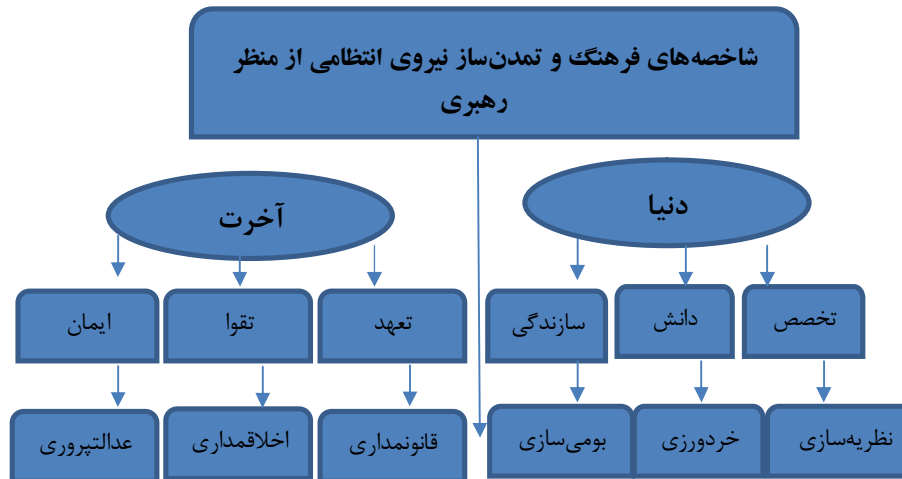 شاخصه‌های فرهنگ و تمدن‌ساز نیروی انتظامی از منظر
رهبری
دنیا
آخرت
تخصص
دانش
سازندگی
تعهد
تقوا
ایمان
نظریه‌سازی
خردورزی
بومی‌سازی
قانونمداری
اخلاقمداری
عدالتپروری